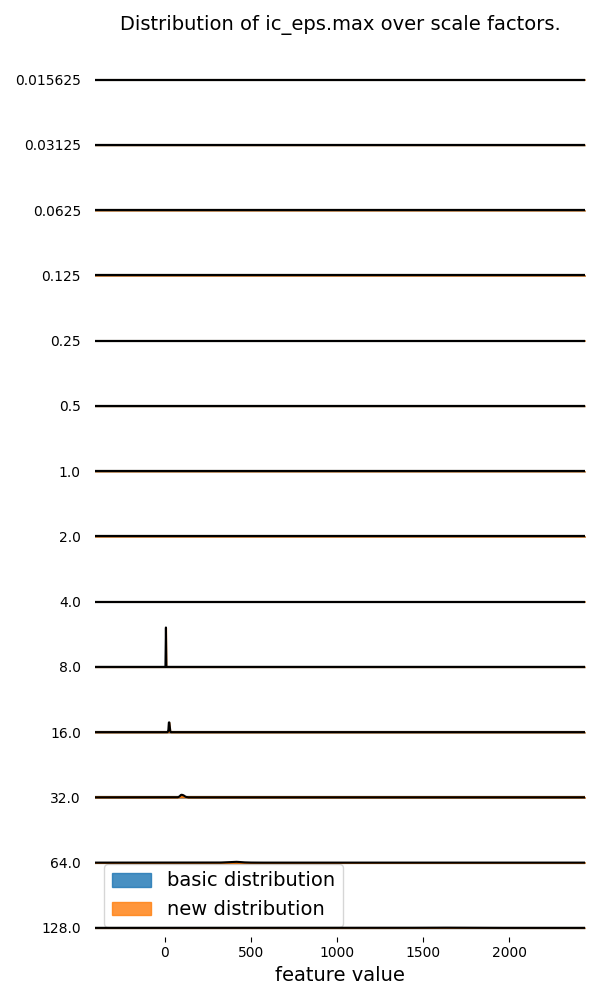 Distribution of ic_eps.max over scale factors.
0.015625
0.03125
0.0625
0.125
0.25
0.5
1.0
2.0
4.0
8.0
16.0
32.0
64.0
basic distribution
new distribution
128.0
0 500 1000 1500 2000
feature value